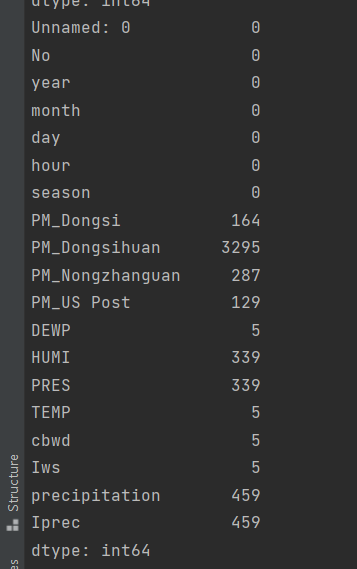 dtype: int64
Unnamed: 0 0
No 0
year 0
month 0
day 0
hour 0
season 0
PM_Dongsi 164
PM_Dongsihuan 3295
PM_Nongzhanguan 287
PM_US Post 129
DEWP 5
HUMI 339
PRES 339
TEMP 5
cbwd 5
Iws 5
precipitation 459
Iprec 459
dtype: int64
Structure